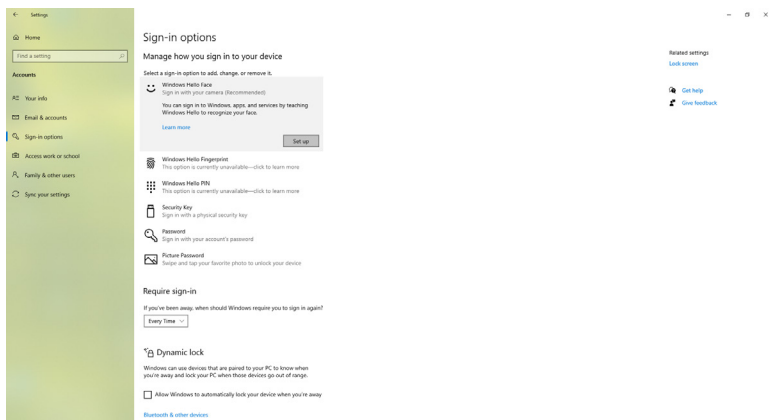 Settings
Home
Find a setting
Accounts
Your info
Email & accounts
Sign-in options
Access work or school
Family & other users
Sync your settings
Sign-in options
Manage how you sign in to your device
Select a sign-in option to add, change, or remove it.
Windows Hello Face
Sign in with your camera (Recommended)
You can sign in to Windows, apps, and services by teaching
Windows Hello to recognize your face.
Learn more
Set up
Windows Hello Fingerprint
This option is currently unavailable—click to learn more
Windows Hello PIN
This option is currently unavailable—click to learn more
Security Key
Sign in with a physical security key
Password
Sign in with your account's password
Picture Password
Swipe and tap your favorite photo to unlock your device
Require sign-in
If you've been away, when should Windows require you to sign in again?
Every Time
Dynamic lock
Windows can use devices that are paired to your PC to know when
you're away and lock your PC when those devices go out of range.
Allow Windows to automatically lock your device when you're away
Bluetooth & other devices
Related settings
Lock screen
Get help
Give feedback